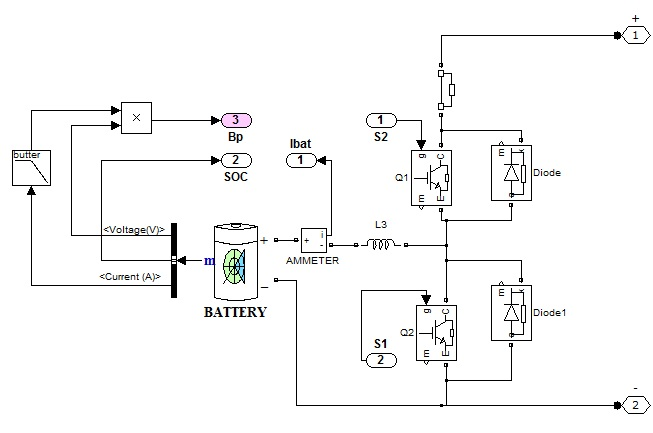 +
1
butter
×
3
Bp
2
SOC
Ibat
1
1
S2
g
C
Q1
m
E
m
k
Diode
L3
<Voltage(V)>
<Current (A)>
m
+
−
BATTERY
+
-
i
AMMETER
S1
2
g
C
Q2
m
E
m
k
Diode1
-
2